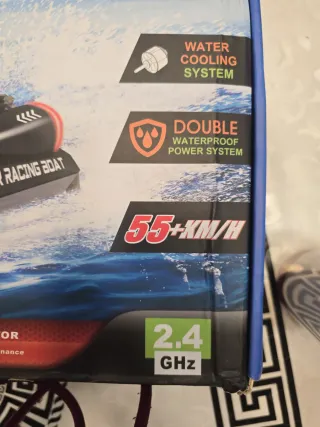 WATER
COOLING
SYSTEM
DOUBLE
WATERPROOF
POWER SYSTEM
RACING BOAT
55+KM/H
2.4
GHz